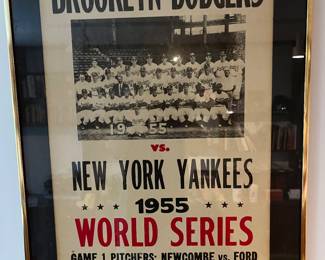 BROOKLYN DODGERS
1955
vs.
NEW YORK YANKEES
★ ★ ★ 1955 ★ ★ ★
WORLD SERIES
GAME 1 PITCHERS: NEWCOMBE vs. FORD